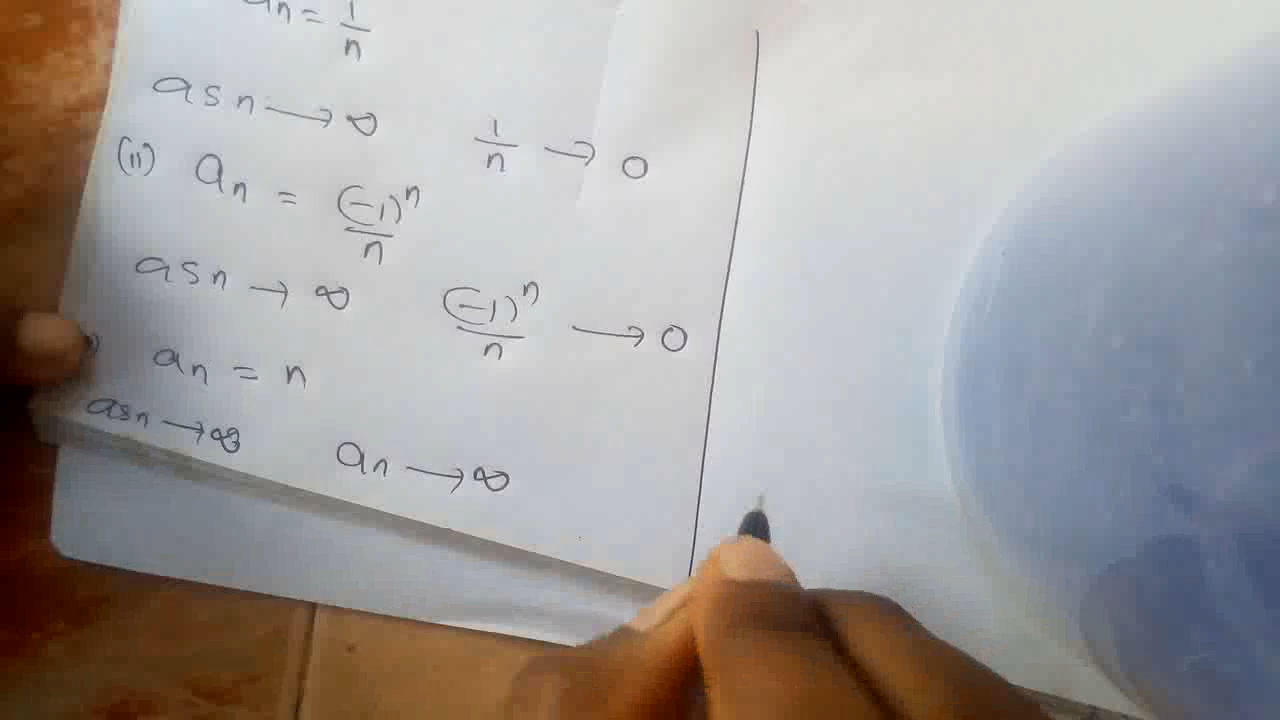 an = 1/n
as n → ∞ 1/n → 0
(ii) an = (-1)^n/n
as n → ∞ (-1)^n/n → 0
an = n
as n → ∞ an → ∞